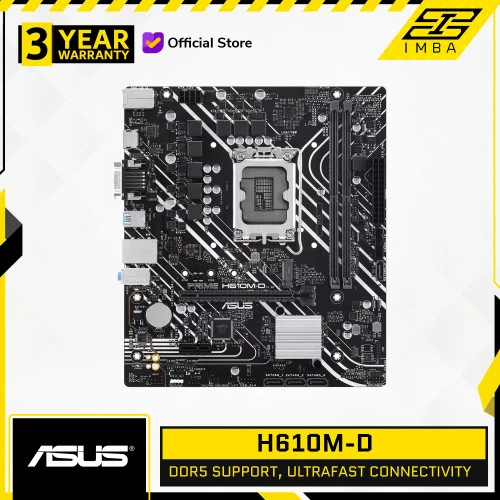 3 YEAR
WARRANTY
Official Store
IMBA
PRIME H610M-D
ASUS
ASUS
H610M-D
DDR5 SUPPORT, ULTRAFAST CONNECTIVITY